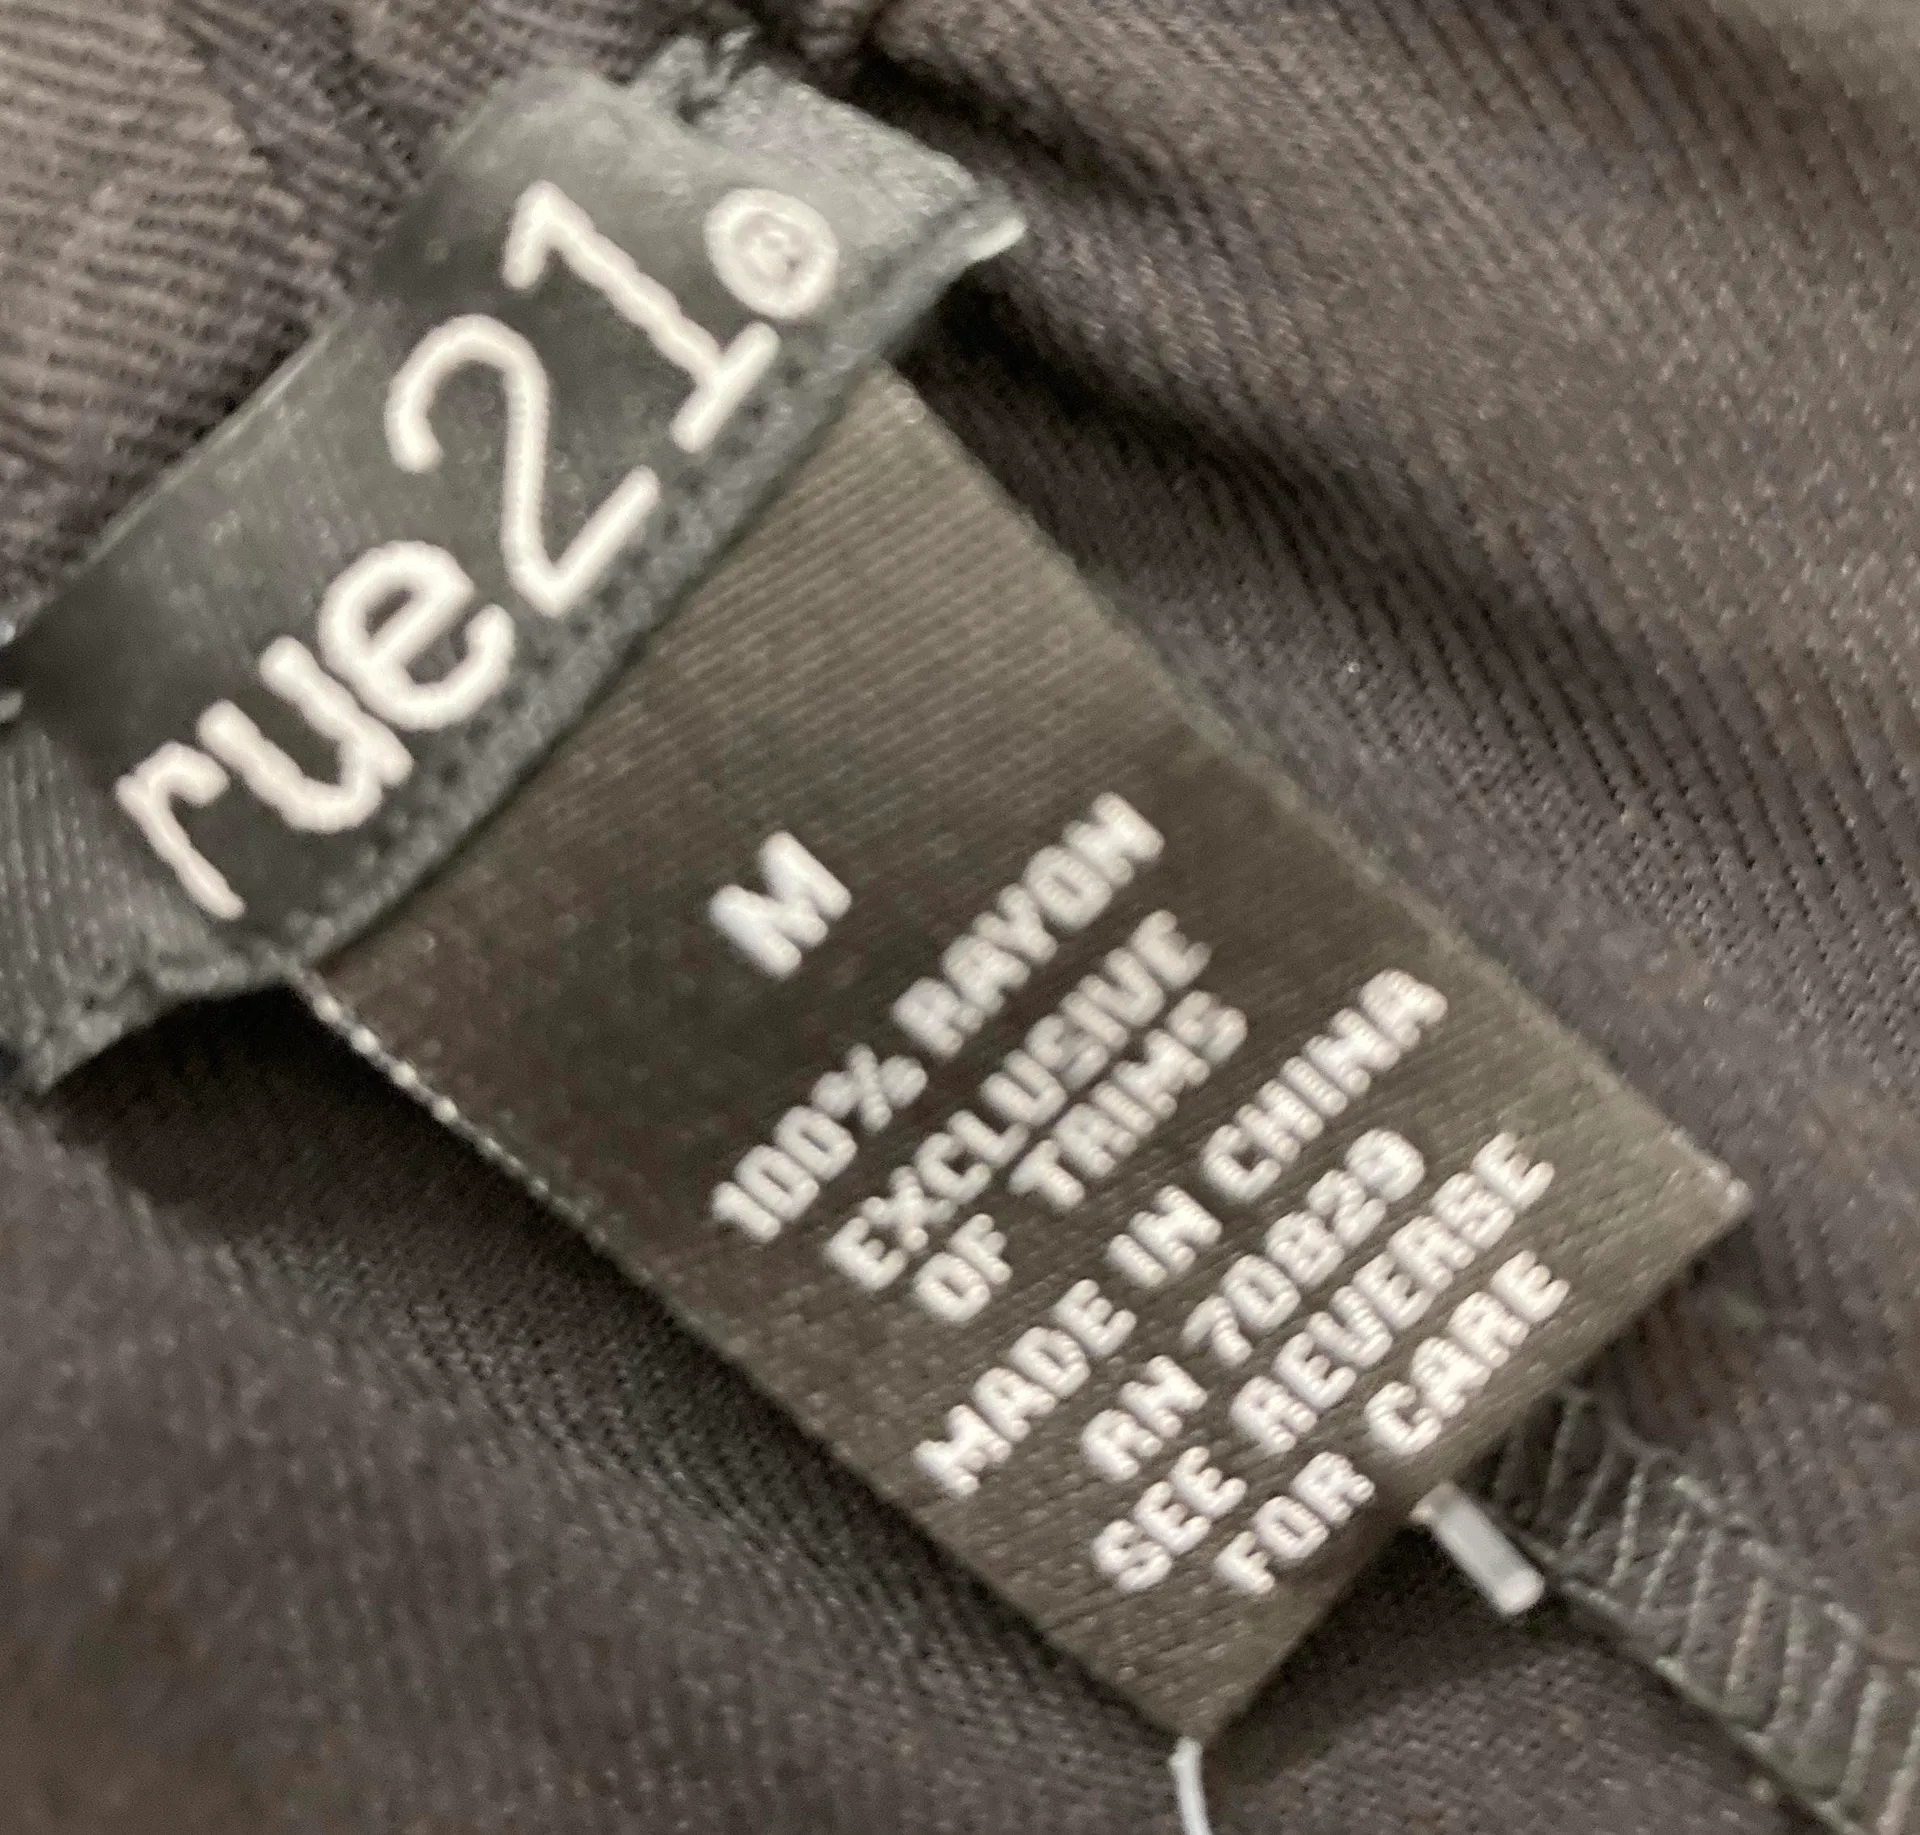 rue21®
M
100% RAYON
EXCLUSIVE
OF TRIMS
MADE IN CHINA
RN 70829
SEE REVERSE
FOR CARE